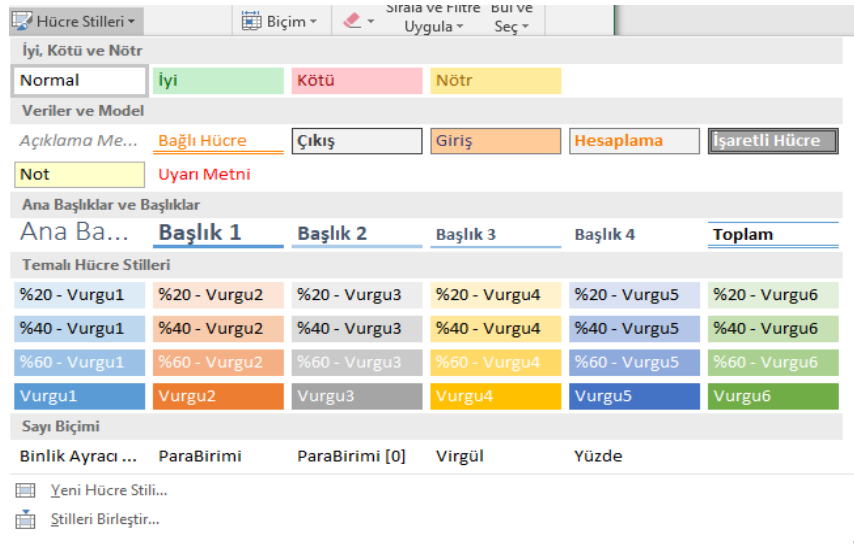 Hücre Stilleri
Biçim
Sırala ve Filtre Uygula
Bul ve Seç
İyi, Kötü ve Nötr
Normal İyi Kötü Nötr
Veriler ve Model
Açıklama Me... Bağlı Hücre Çıkış Giriş Hesaplama İşaretli Hücre
Not Uyarı Metni
Ana Başlıklar ve Başlıklar
Ana Ba... Başlık 1 Başlık 2 Başlık 3 Başlık 4 Toplam
Temalı Hücre Stilleri
%20 - Vurgu1 %20 - Vurgu2 %20 - Vurgu3 %20 - Vurgu4 %20 - Vurgu5 %20 - Vurgu6
%40 - Vurgu1 %40 - Vurgu2 %40 - Vurgu3 %40 - Vurgu4 %40 - Vurgu5 %40 - Vurgu6
%60 - Vurgu1 %60 - Vurgu2 %60 - Vurgu3 %60 - Vurgu4 %60 - Vurgu5 %60 - Vurgu6
Vurgu1 Vurgu2 Vurgu3 Vurgu4 Vurgu5 Vurgu6
Sayı Biçimi
Binlik Ayracı ... ParaBirimi ParaBirimi [0] Virgül Yüzde
Yeni Hücre Stili...
Stilleri Birleştir...